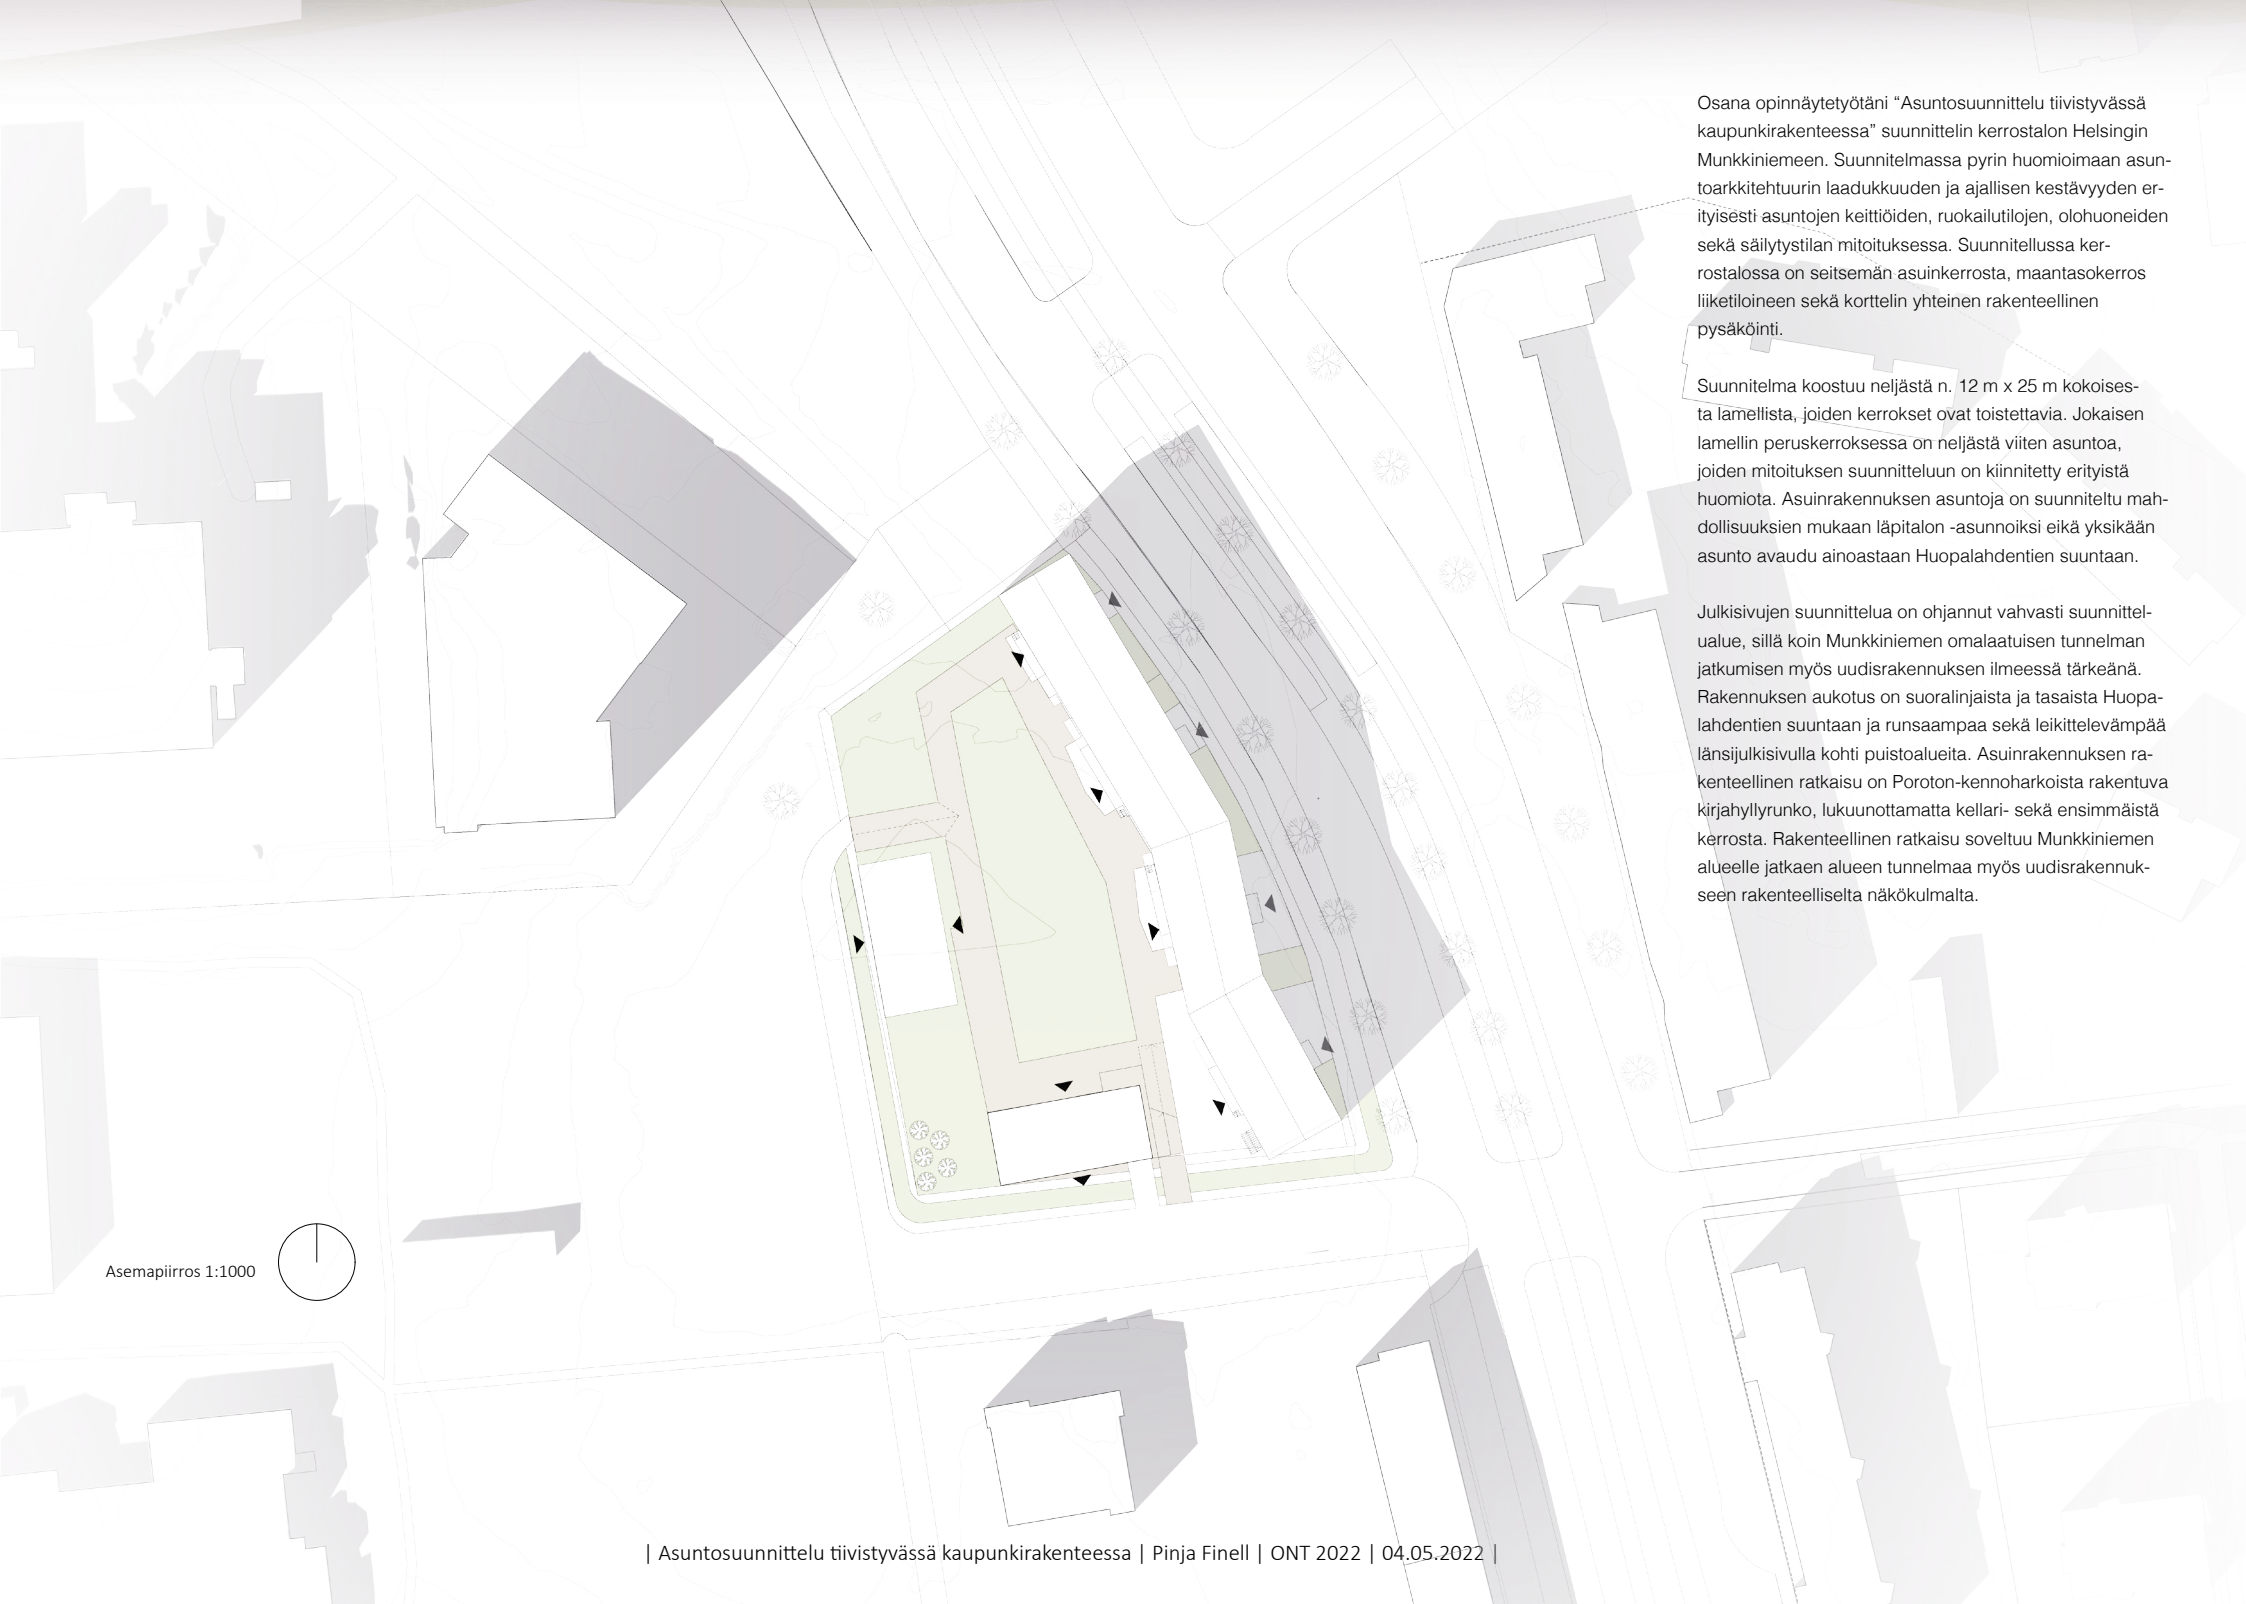 Osana opinnäytetyötäni “Asuntosuunnittelu tiivistyvässä
kaupunkirakenteessa” suunnittelin kerrostalon Helsingin
Munkkiniemeen. Suunnitelmassa pyrin huomioimaan asun-
toarkkitehtuurin laadukkuuden ja ajallisen kestävyyden er-
ityisesti asuntojen keittiöiden, ruokailutilojen, olohuoneiden
sekä säilytystilan mitoituksessa. Suunnitellussa ker-
rostalossa on seitsemän asuinkerrosta, maantasokerros
liiketiloineen sekä korttelin yhteinen rakenteellinen
pysäköinti.
Suunnitelma koostuu neljästä n. 12 m x 25 m kokoises-
ta lamellista, joiden kerrokset ovat toistettavia. Jokaisen
lamellin peruskerroksessa on neljästä viiten asuntoa,
joiden mitoituksen suunnitteluun on kiinnitetty erityistä
huomiota. Asuinrakennuksen asuntoja on suunniteltu mah-
dollisuuksien mukaan läpitalon -asunnoiksi eikä yksikään
asunto avaudu ainoastaan Huopalahdentien suuntaan.
Julkisivujen suunnittelua on ohjannut vahvasti suunnittel-
ualue, sillä koin Munkkiniemen omalaatuisen tunnelman
jatkumisen myös uudisrakennuksen ilmeessä tärkeänä.
Rakennuksen aukotus on suoralinjaista ja tasaista Huopa-
lahdentien suuntaan ja runsaampaa sekä leikittelevämpää
länsijulkisivulla kohti puistoalueita. Asuinrakennuksen ra-
kenteellinen ratkaisu on Poroton-kennoharkoista rakentuva
kirjahyllyrunko, lukuunottamatta kellari- sekä ensimmäistä
kerrosta. Rakenteellinen ratkaisu soveltuu Munkkiniemen
alueelle jatkaen alueen tunnelmaa myös uudisrakennuk-
seen rakenteelliselta näkökulmalta.
Asemapiirros 1:1000
| Asuntosuunnittelu tiivistyvässä kaupunkirakenteessa | Pinja Finell | ONT 2022 | 04.05.2022 |